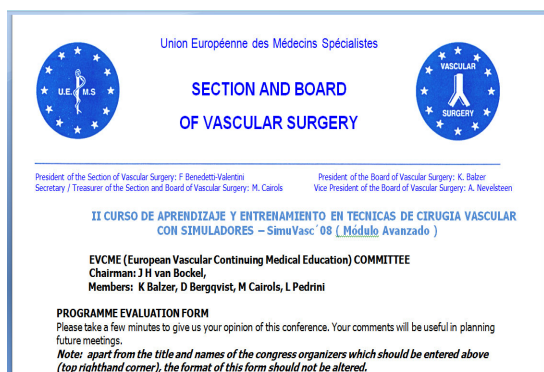 Union Européenne des Médecins Spécialistes
U.E. M.S
VASCULAR
SURGERY
SECTION AND BOARD
OF VASCULAR SURGERY
President of the Section of Vascular Surgery: F Benedetti-Valentini
President of the Board of Vascular Surgery: K. Balzer
Secretary / Treasurer of the Section and Board of Vascular Surgery: M. Cairols
Vice President of the Board of Vascular Surgery: A. Nevelsteen
II CURSO DE APRENDIZAJE Y ENTRENAMIENTO EN TECNICAS DE CIRUGIA VASCULAR
CON SIMULADORES – SimuVasc´08 ( Módulo Avanzado )
EVCME (European Vascular Continuing Medical Education) COMMITTEE
Chairman: J H van Bockel,
Members: K Balzer, D Bergqvist, M Cairols, L Pedrini
PROGRAMME EVALUATION FORM
Please take a few minutes to give us your opinion of this conference. Your comments will be useful in planning
future meetings.
Note: apart from the title and names of the congress organizers which should be entered above
(top righthand corner), the format of this form should not be altered.